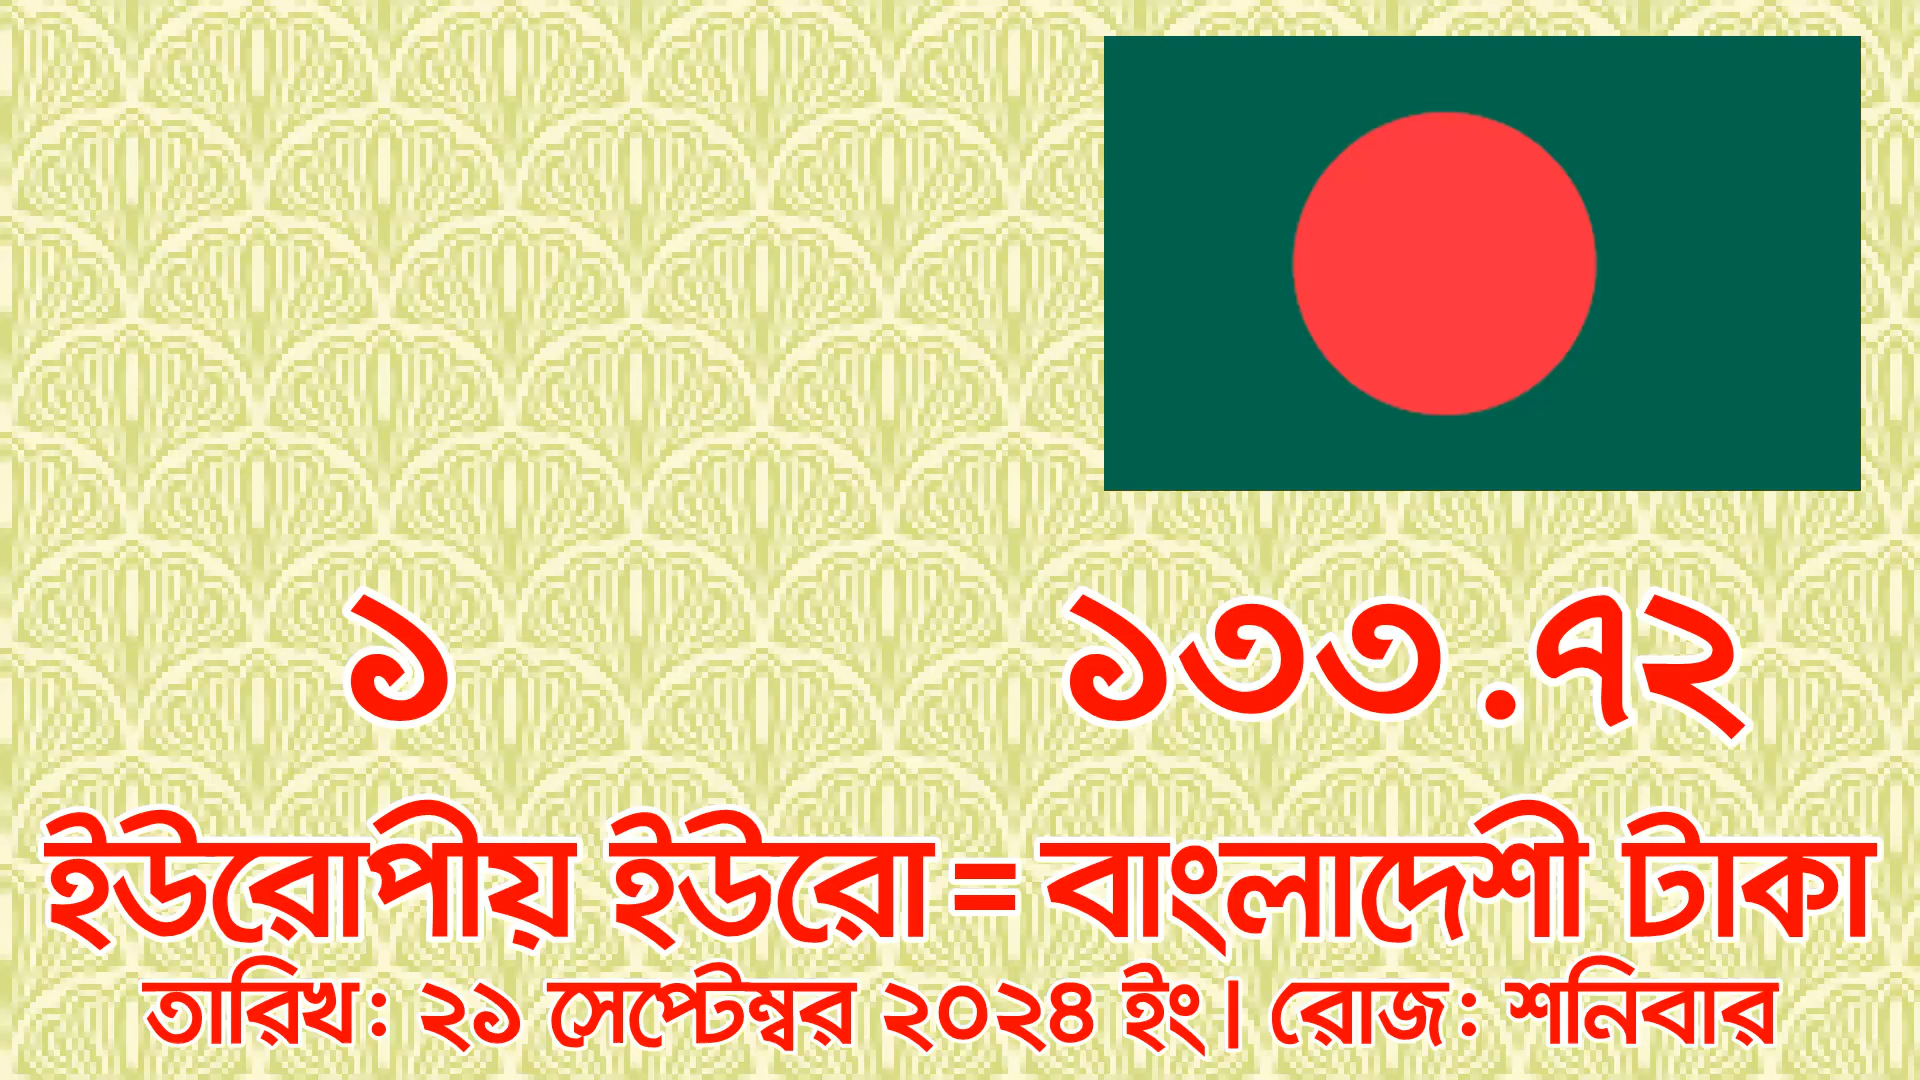 ১ ১৩৩.৭২
ইউরোপীয় ইউরো = বাংলাদেশী টাকা
তারিখ: ২১ সেপ্টেম্বর ২০২৪ ইং | রোজ: শনিবার